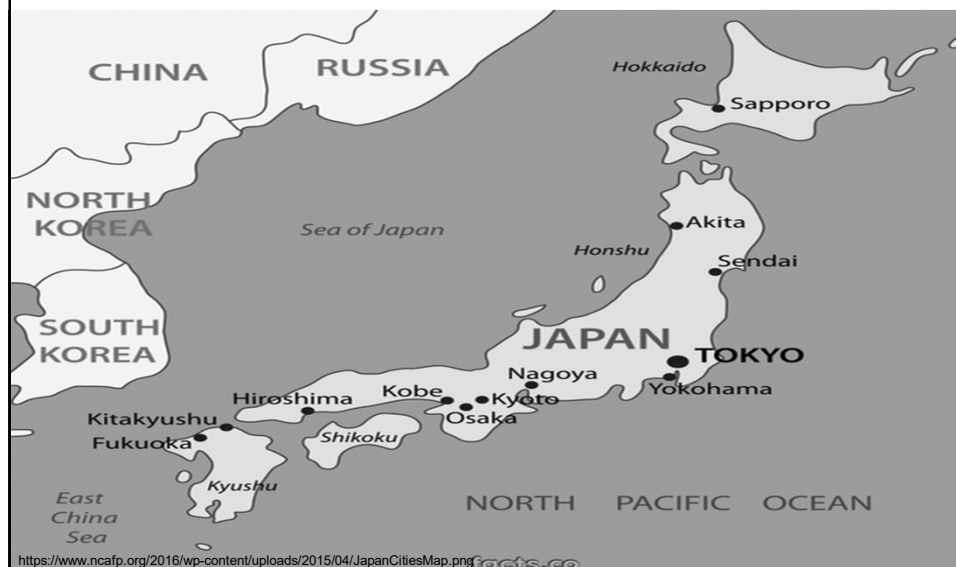 CHINA
RUSSIA
Hokkaido
Sapporo
NORTH
KOREA
Sea of Japan
Akita
Honshu
Sendai
SOUTH
KOREA
JAPAN
TOKYO
Nagoya
Yokohama
Kobe
Kyoto
Hiroshima
Osaka
Kitakyushu
Fukuoka
Shikoku
Kyushu
East
China
Sea
NORTH PACIFIC OCEAN
https://www.ncafp.org/2016/wp-content/uploads/2015/04/JapanCitiesMap.png
facts.co